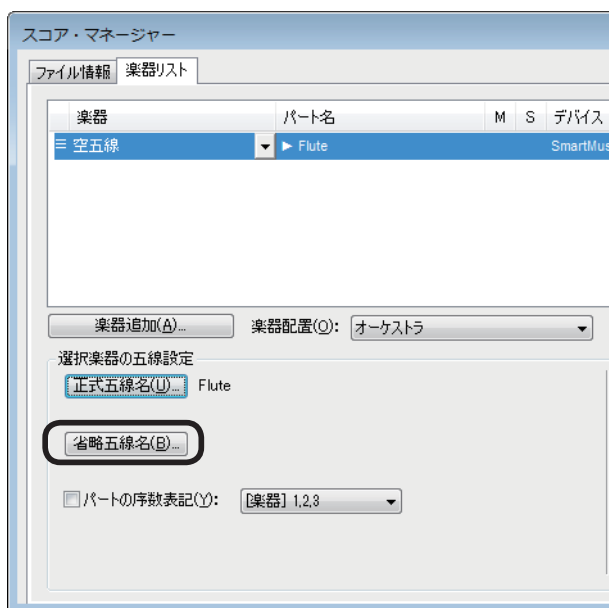 スコア・マネージャー
ファイル情報 楽器リスト
楽器 パート名 M S デバイス
空五線 ▶ Flute SmartMus
楽器追加(A)... 楽器配置(O): オーケストラ
選択楽器の五線設定
正式五線名(U)... Flute
省略五線名(B)...
パートの序数表記(Y): [楽器] 1,2,3